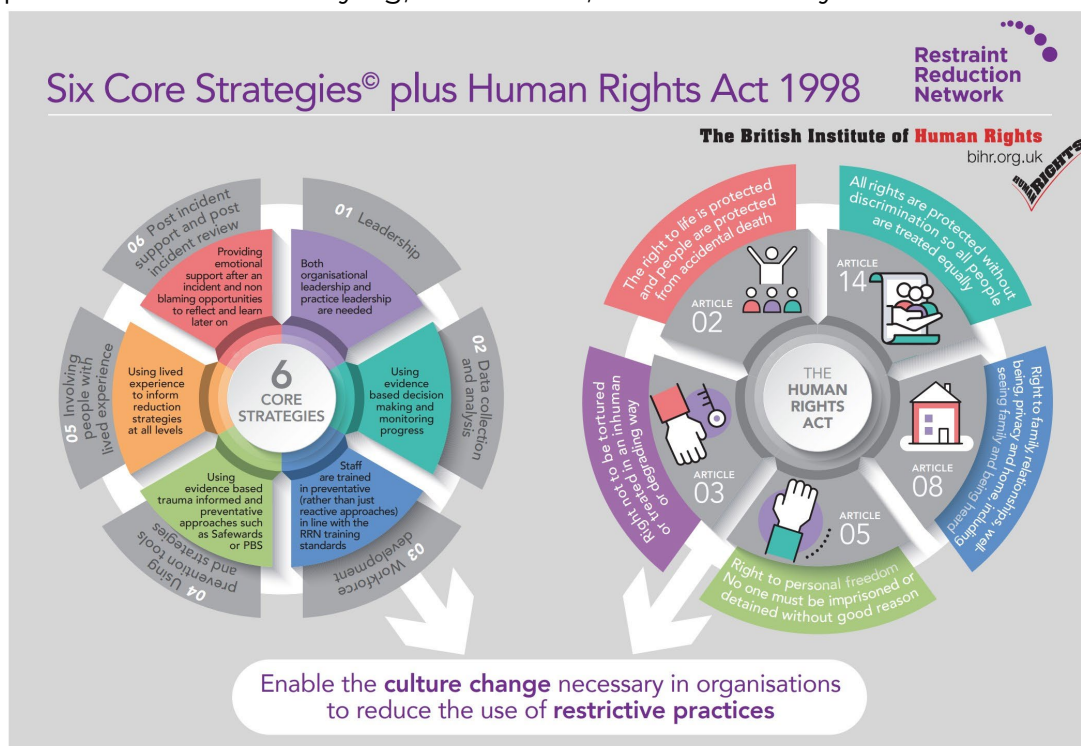 Six Core Strategies© plus Human Rights Act 1998
Restraint
Reduction
Network
The British Institute of Human Rights
bihr.org.uk
HUMAN
RIGHTS
01 Leadership
Both
organisational
leadership and
practice leadership
are needed
02 Data collection
and analysis
Using
evidence
based decision
making and
monitoring
progress
03 Workforce
development
Staff
are trained
in preventative
(rather than just
reactive approaches)
in line with the
RRN training
standards
04 Using
prevention tools
and strategies
Using
evidence based
trauma informed and
preventative
approaches such
as Safewards
or PBS
05 Involving
people with
lived experience
Using lived
experience
to inform
reduction
strategies
at all levels
06 Post incident
support and post
incident review
Providing
emotional
support after an
incident and non
blaming opportunities
to reflect and learn
later on
6
CORE
STRATEGIES
The right to life is protected
and people are protected
from accidental death
ARTICLE
02
All rights are protected without
discrimination so all people
are treated equally
ARTICLE
14
Right to family relationships, well-
being, privacy and home, including
seeing family and being heard
ARTICLE
08
Right to personal freedom
No one must be imprisoned or
detained without good reason
ARTICLE
05
Right not to be tortured
or treated in an inhuman
or degrading way
ARTICLE
03
THE
HUMAN
RIGHTS
ACT
Enable the culture change necessary in organisations
to reduce the use of restrictive practices